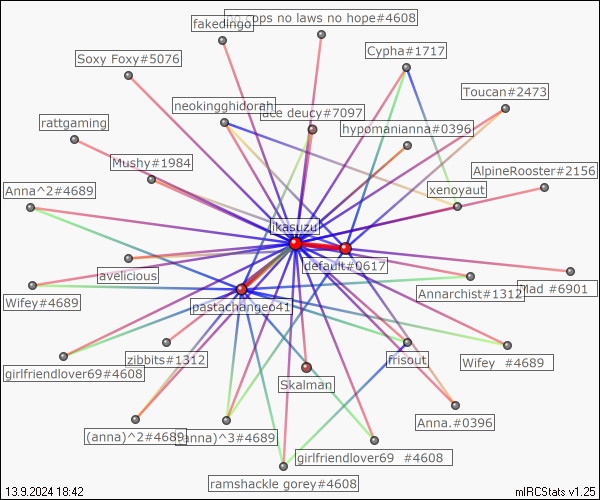 fakedingo
no cops no laws no hope#4608
Soxy Foxy#5076
Cypha#1717
Toucan#2473
neokingghidorah
ace deucy#7097
rattgaming
hypomanianna#0396
Mushy#1984
AlpineRooster#2156
Anna^2#4689
xenoyaut
ikasuzu
default#0617
avelicious
Annarchist#1312
Mad #6901
Wifey#4689
pastachange041
zibbits#1312
frisout
Wifey #4689
girlfriendlover69#4608
Skalman
Anna.#0396
(anna)^2#4689
(anna)^3#4689
girlfriendlover69 #4608
ramshackle gorey#4608
13.9.2024 18:42
mIRCStats v1.25